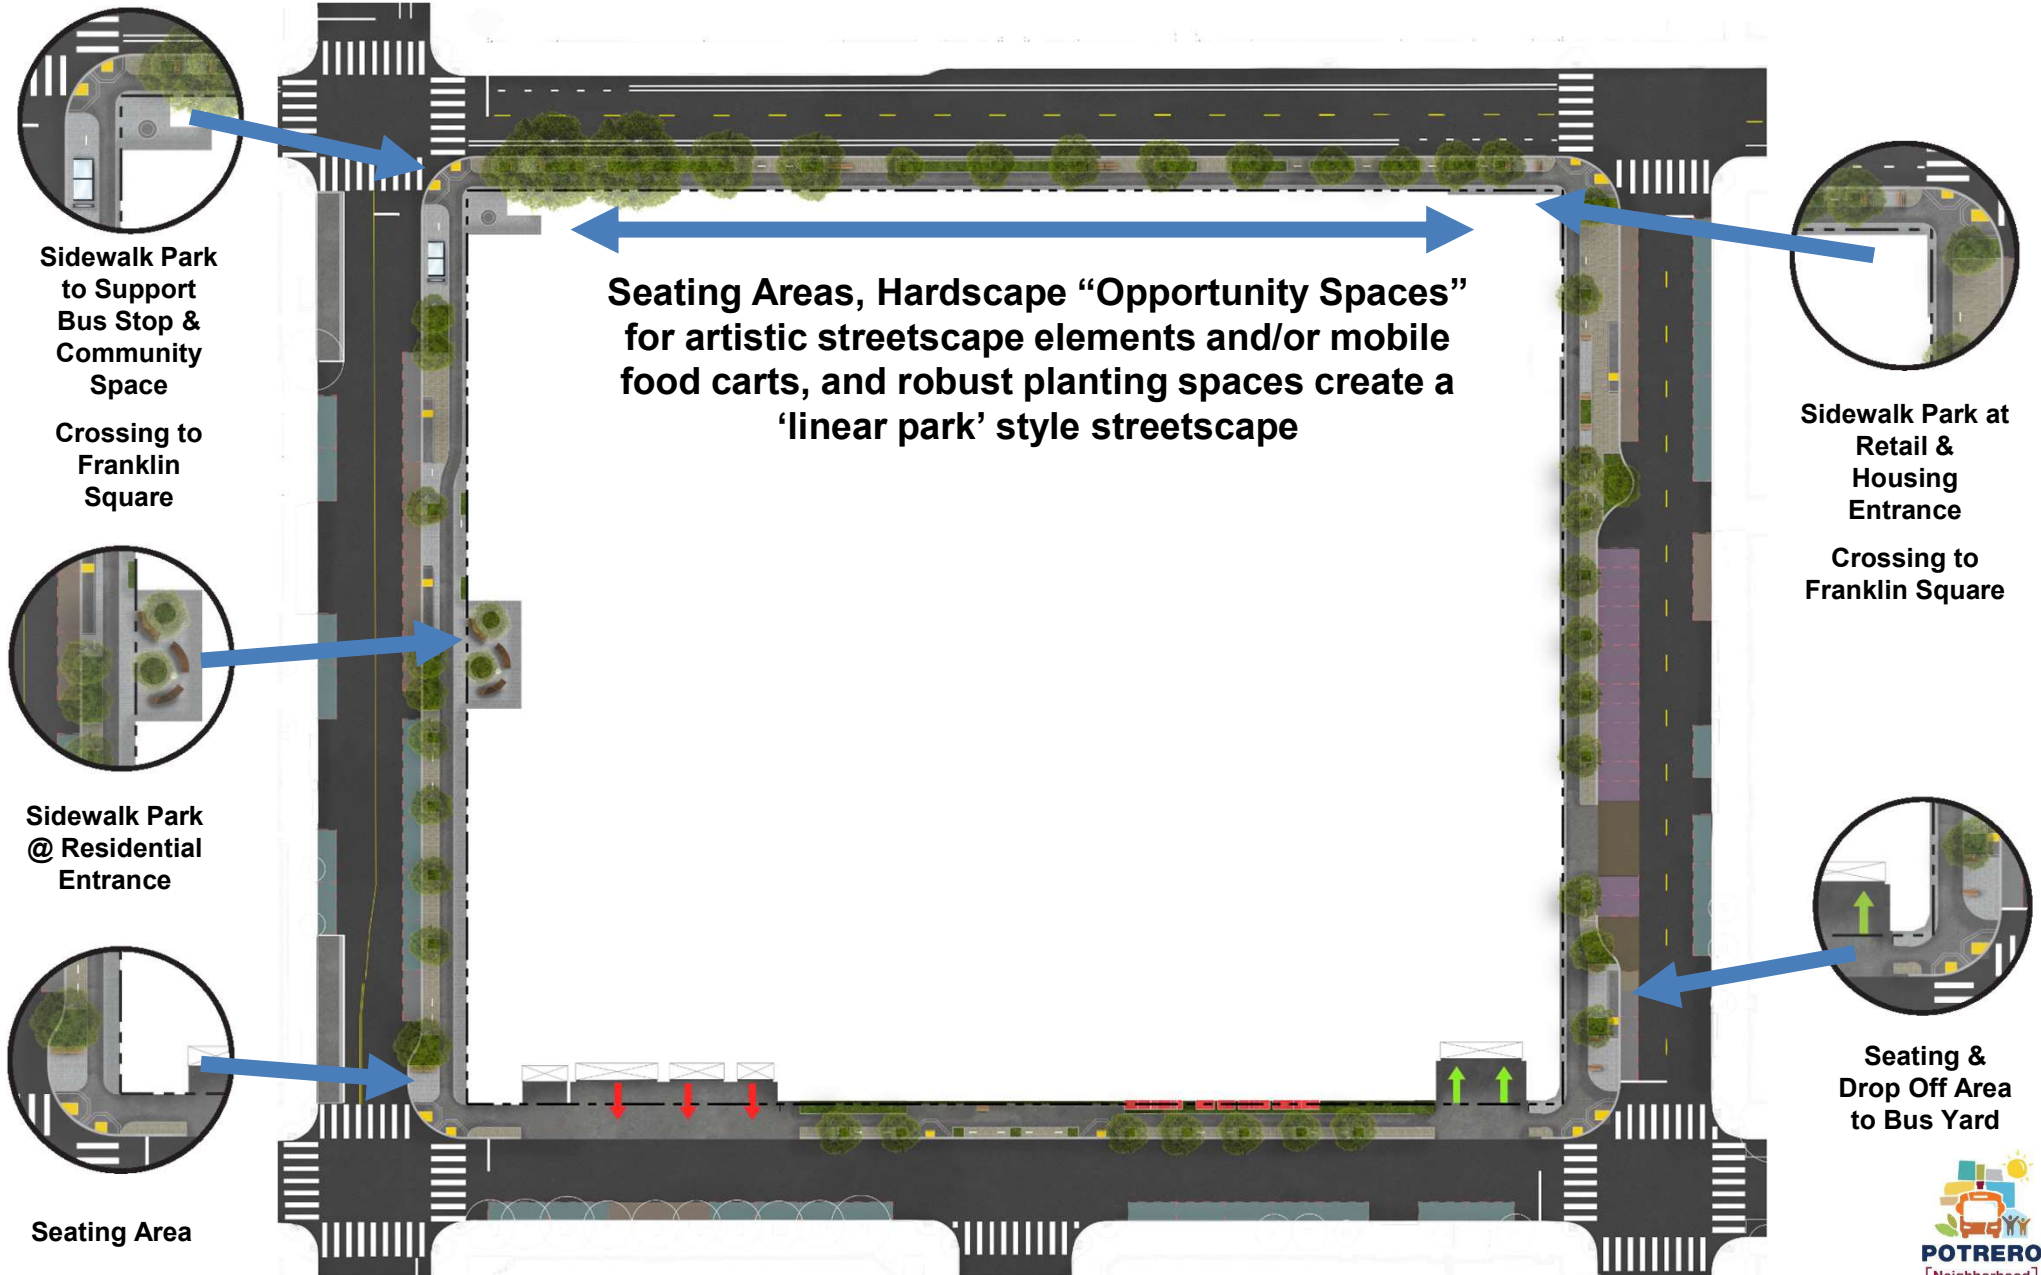 Sidewalk Park
to Support
Bus Stop &
Community
Space
Crossing to
Franklin
Square
Seating Areas, Hardscape “Opportunity Spaces”
for artistic streetscape elements and/or mobile
food carts, and robust planting spaces create a
‘linear park’ style streetscape
Sidewalk Park at
Retail &
Housing
Entrance
Crossing to
Franklin Square
Sidewalk Park
@ Residential
Entrance
Seating Area
Seating &
Drop Off Area
to Bus Yard
POTRERO
[Neighborhood]